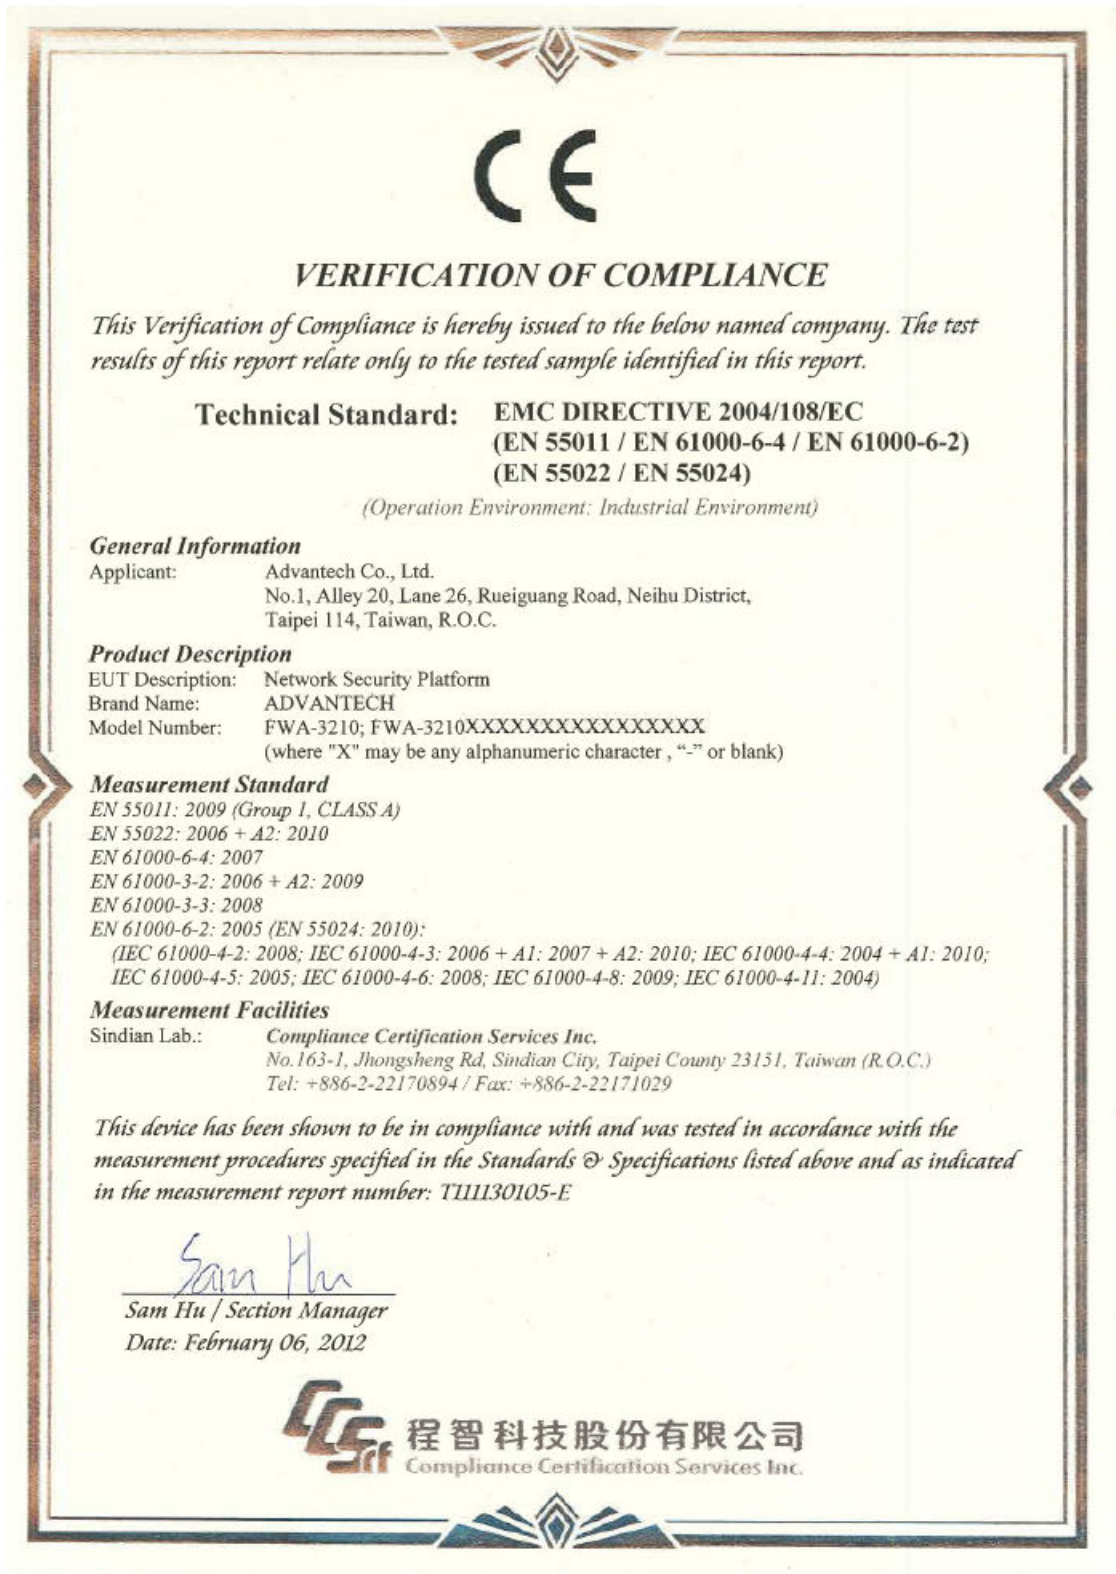 CE
VERIFICATION OF COMPLIANCE
This Verification of Compliance is hereby issued to the below named company. The test
results of this report relate only to the tested sample identified in this report.
Technical Standard: EMC DIRECTIVE 2004/108/EC
(EN 55011 / EN 61000-6-4 / EN 61000-6-2)
(EN 55022 / EN 55024)
(Operation Environment: Industrial Environment)
General Information
Applicant: Advantech Co., Ltd.
No.1, Alley 20, Lane 26, Rueiguang Road, Neihu District,
Taipei 114, Taiwan, R.O.C.
Product Description
EUT Description: Network Security Platform
Brand Name: ADVANTECH
Model Number: FWA-3210; FWA-3210XXXXXXXXXXXXXXXX
(where "X" may be any alphanumeric character , “-” or blank)
Measurement Standard
EN 55011: 2009 (Group 1, CLASS A)
EN 55022: 2006 + A2: 2010
EN 61000-6-4: 2007
EN 61000-3-2: 2006 + A2: 2009
EN 61000-3-3: 2008
EN 61000-6-2: 2005 (EN 55024: 2010):
(IEC 61000-4-2: 2008; IEC 61000-4-3: 2006 + A1: 2007 + A2: 2010; IEC 61000-4-4: 2004 + A1: 2010;
IEC 61000-4-5: 2005; IEC 61000-4-6: 2008; IEC 61000-4-8: 2009; IEC 61000-4-11: 2004)
Measurement Facilities
Sindian Lab.: Compliance Certification Services Inc.
No.163-1, Jhongsheng Rd, Sindian City, Taipei County 23151, Taiwan (R.O.C.)
Tel: +886-2-22170894 / Fax: +886-2-22171029
This device has been shown to be in compliance with and was tested in accordance with the
measurement procedures specified in the Standards & Specifications listed above and as indicated
in the measurement report number: T111130105-E
Sam Hu
Sam Hu / Section Manager
Date: February 06, 2012
CCSrf 程智科技股份有限公司
Compliance Certification Services Inc.